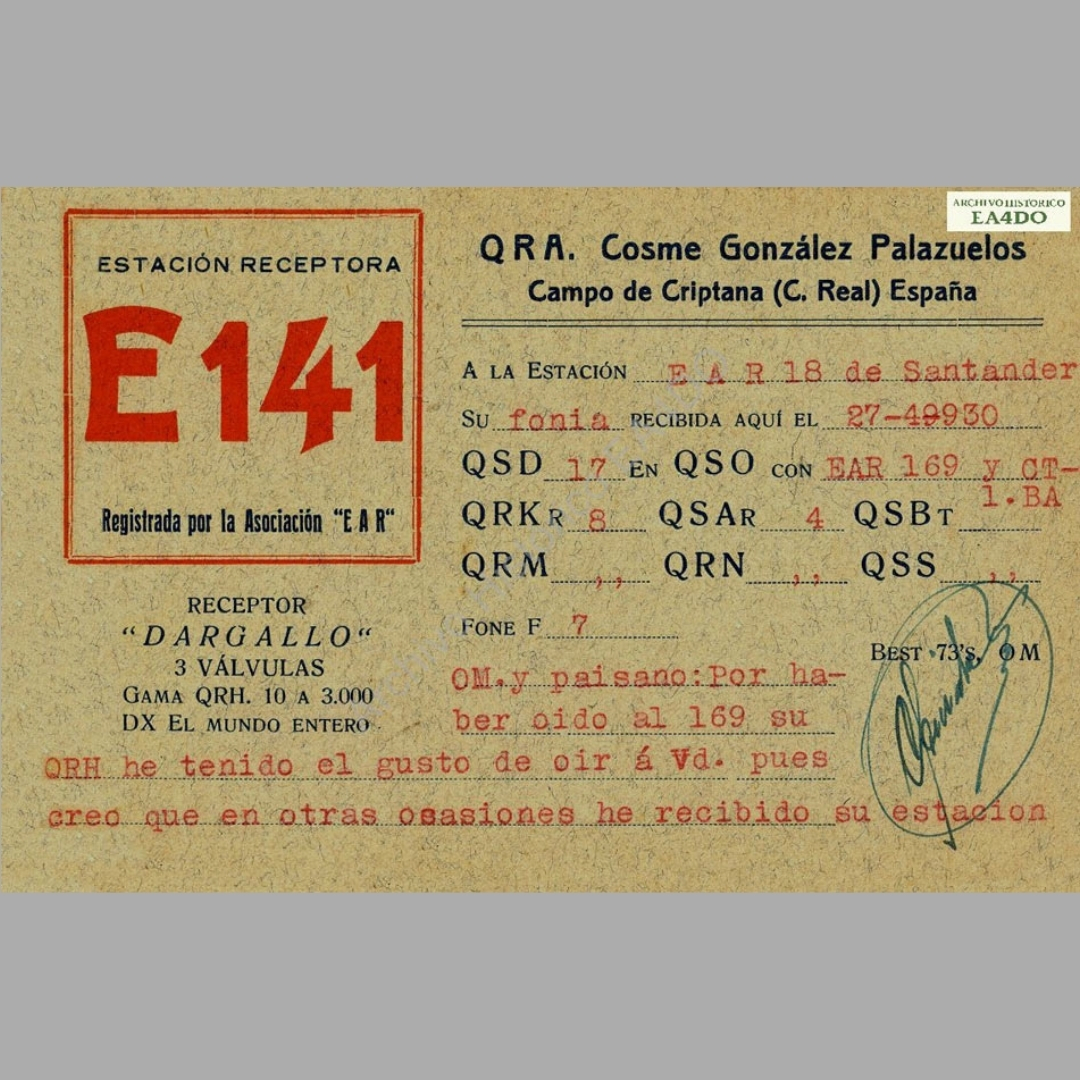 ARCHIVO HISTORICO
EA4DO
ESTACIÓN RECEPTORA
E141
Registrada por la Asociación "E A R"
RECEPTOR
"DARGALLO"
3 VÁLVULAS
GAMA QRH. 10 A 3.000
DX EL MUNDO ENTERO
QRA. Cosme González Palazuelos
Campo de Criptana (C. Real) España
A LA ESTACIÓN E A R 18 de Santander
SU fonia RECIBIDA AQUÍ EL 27-49930
QSD 17 EN QSO CON EAR 169 y CT-
1.BA
QRK R 8 QSA R 4 QSB T
QRM ,, QRN ,, QSS ,,
FONE F 7
BEST 73's, OM
OM.y paisano:Por ha-
ber oido al 169 su
QRH he tenido el gusto de oir á Vd. pues
creo que en otras ocasiones he recibido su estacion